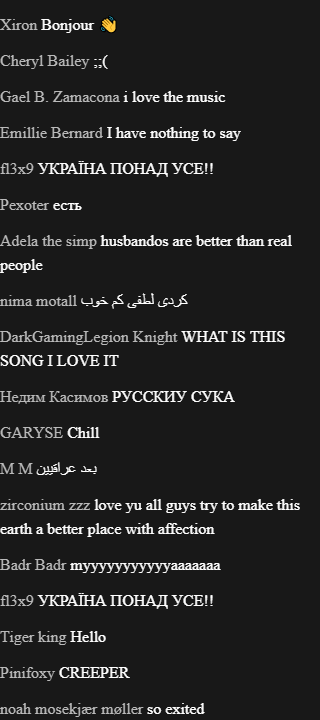 Xiron Bonjour 👋
Cheryl Bailey ;;(
Gael B. Zamacona i love the music
Emillie Bernard I have nothing to say
fl3x9 УКРАЇНА ПОНАД УСЕ!!
Pexoter есть
Adela the simp husbandos are better than real
people
nima motall کردی لطفی کم خوب
DarkGamingLegion Knight WHAT IS THIS
SONG I LOVE IT
Недим Касимов РУССКИУ СУКА
GARYSE Chill
M M بعد عراقيين
zirconium zzz love yu all guys try to make this
earth a better place with affection
Badr Badr myyyyyyyyyyyaaaaaaa
fl3x9 УКРАЇНА ПОНАД УСЕ!!
Tiger king Hello
Pinifoxy CREEPER
noah mosekjær møller so exited